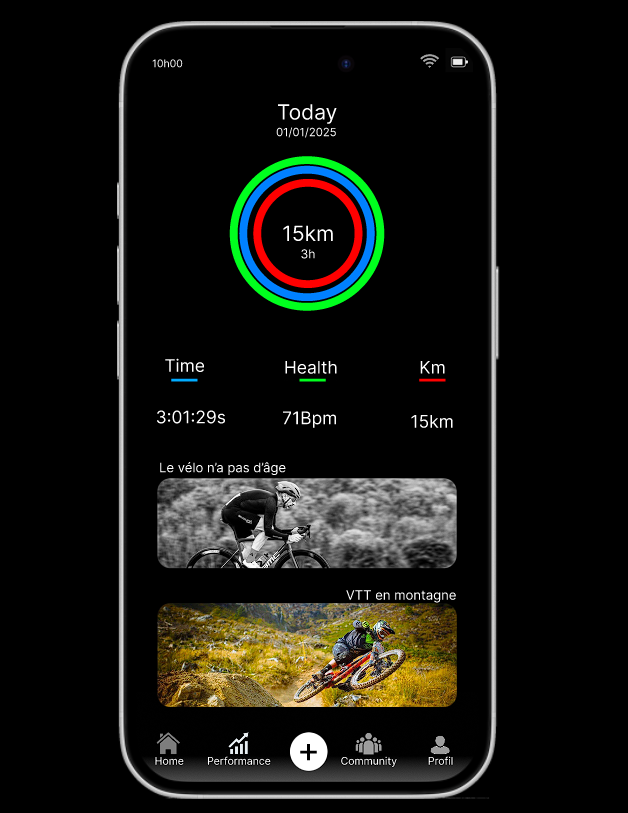 10h00
Today
01/01/2025
15km
3h
Time Health Km
3:01:29s 71Bpm 15km
Le vélo n'a pas d'âge
VTT en montagne
Home Performance + Community Profil